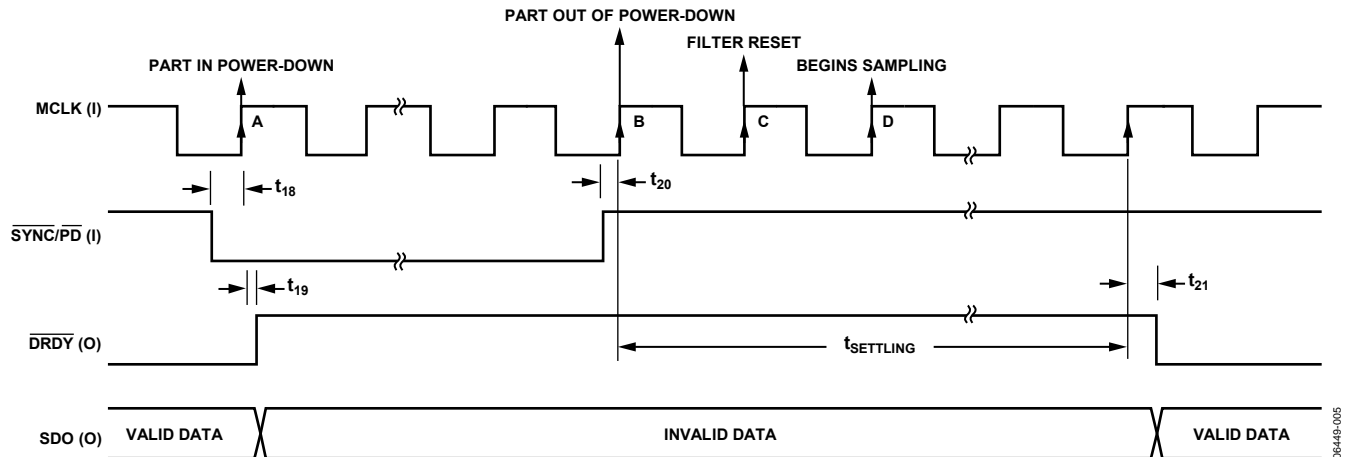 PART OUT OF POWER-DOWN
FILTER RESET
PART IN POWER-DOWN
BEGINS SAMPLING
MCLK (I)
A
B
C
D
t18
t20
SYNC/PD (I)
t19
t21
DRDY (O)
tSETTLING
SDO (O)
VALID DATA
INVALID DATA
VALID DATA
06449-005